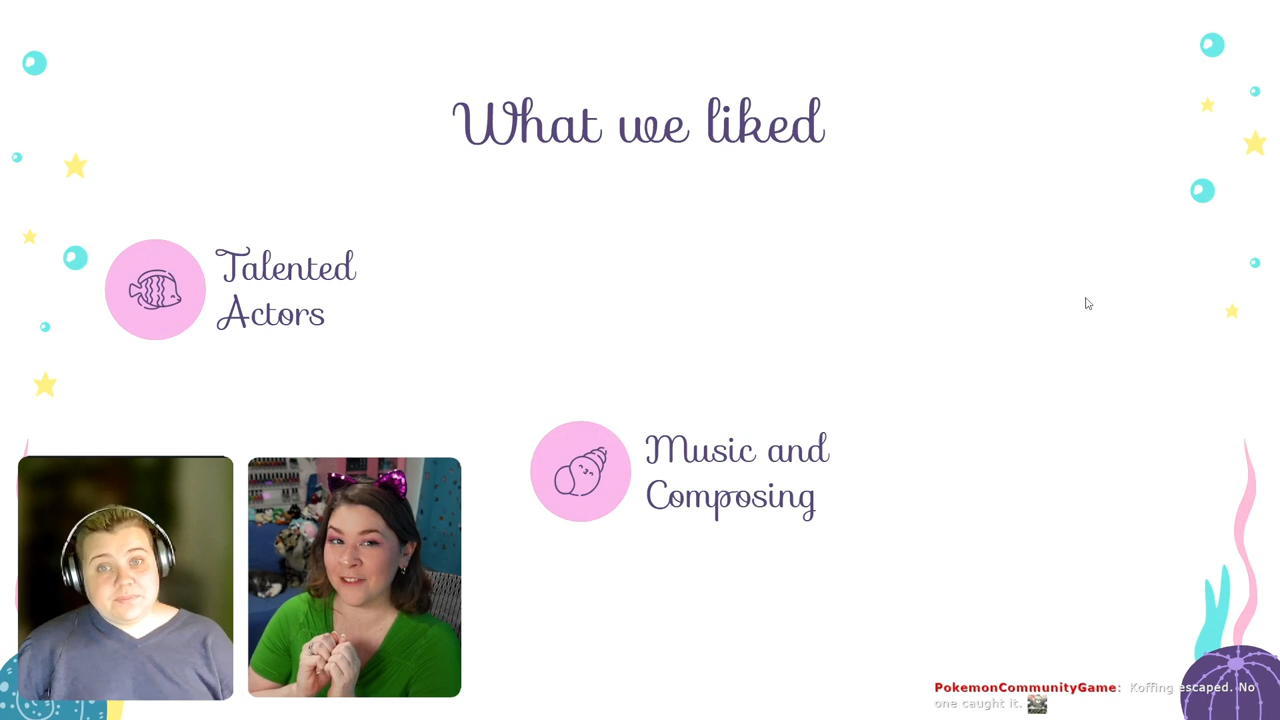 What we liked
Talented
Actors
Music and
Composing
PokemonCommunityGame: Koffing escaped. No
one caught it.